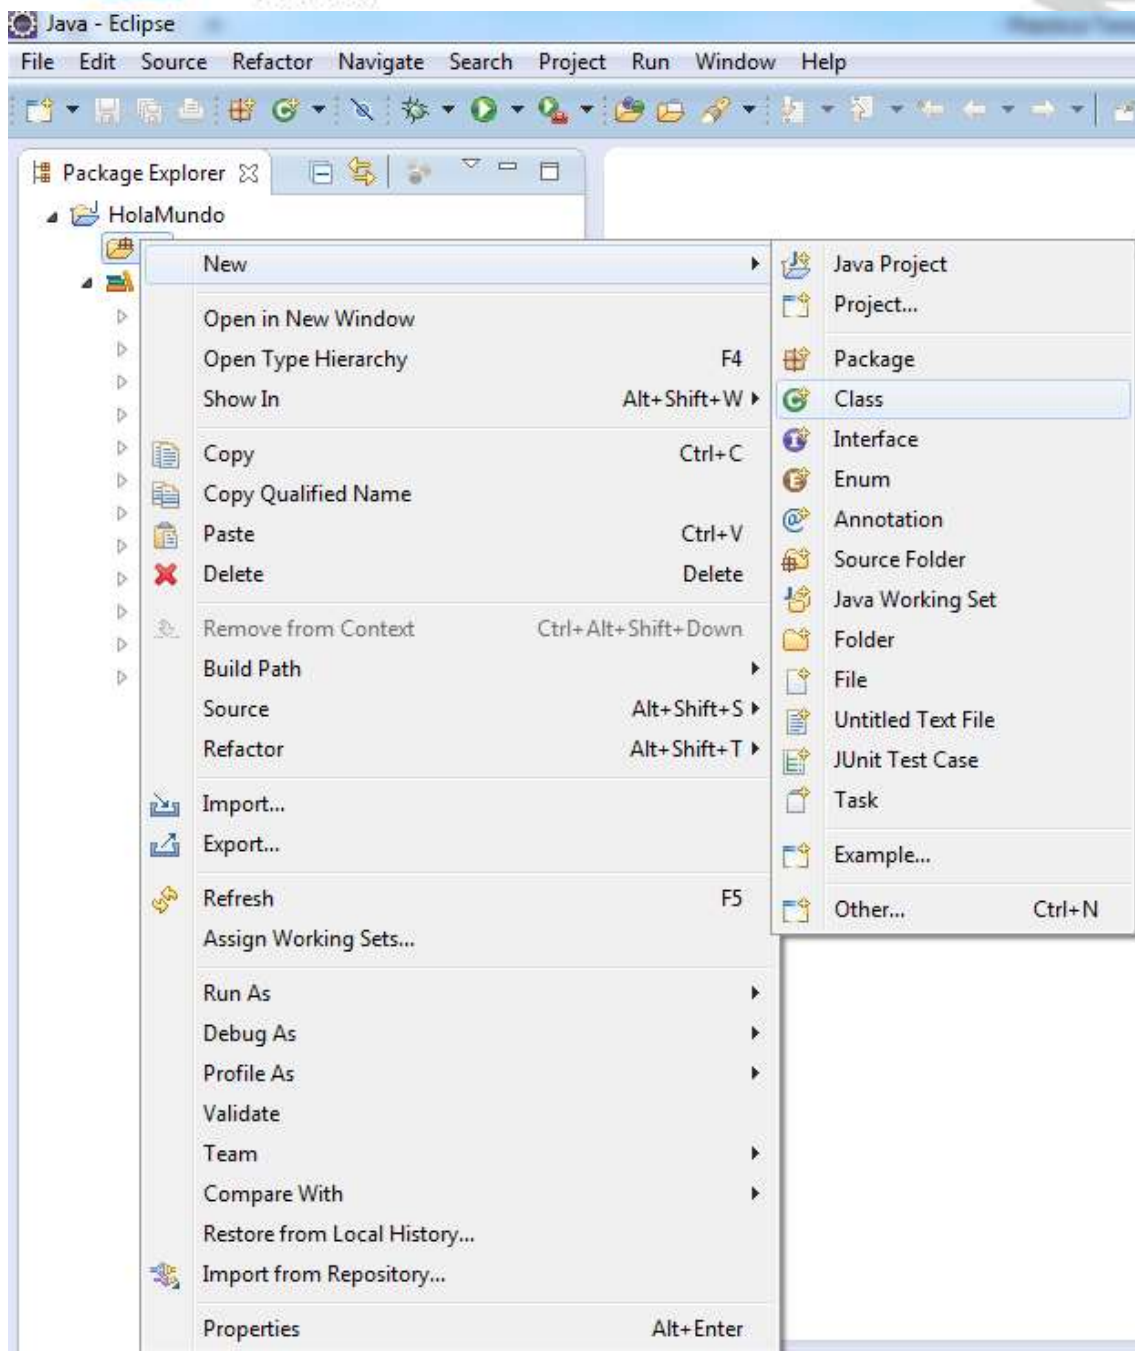 Java - Eclipse
File Edit Source Refactor Navigate Search Project Run Window Help
Package Explorer
HolaMundo
New
Open in New Window
Open Type Hierarchy F4
Show In Alt+Shift+W
Copy Ctrl+C
Copy Qualified Name
Paste Ctrl+V
Delete Delete
Remove from Context Ctrl+Alt+Shift+Down
Build Path
Source Alt+Shift+S
Refactor Alt+Shift+T
Import...
Export...
Refresh F5
Assign Working Sets...
Run As
Debug As
Profile As
Validate
Team
Compare With
Restore from Local History...
Import from Repository...
Properties Alt+Enter
Java Project
Project...
Package
Class
Interface
Enum
Annotation
Source Folder
Java Working Set
Folder
File
Untitled Text File
JUnit Test Case
Task
Example...
Other... Ctrl+N